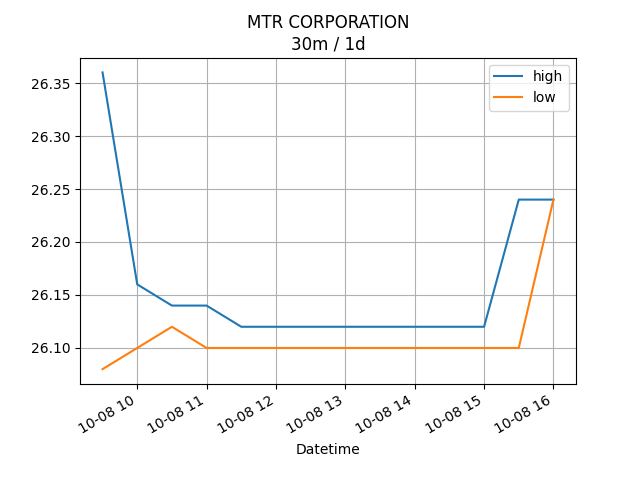 MTR CORPORATION
30m / 1d
high
low
26.35
26.30
26.25
26.20
26.15
26.10
10-08 10
10-08 11
10-08 12
10-08 13
10-08 14
10-08 15
10-08 16
Datetime